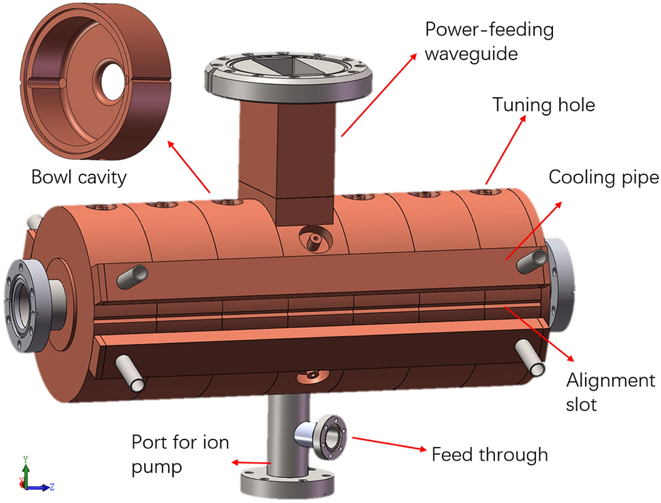 Power-feeding
waveguide
Tuning hole
Bowl cavity
Cooling pipe
Alignment
slot
Port for ion
pump
Feed through
Y
Z